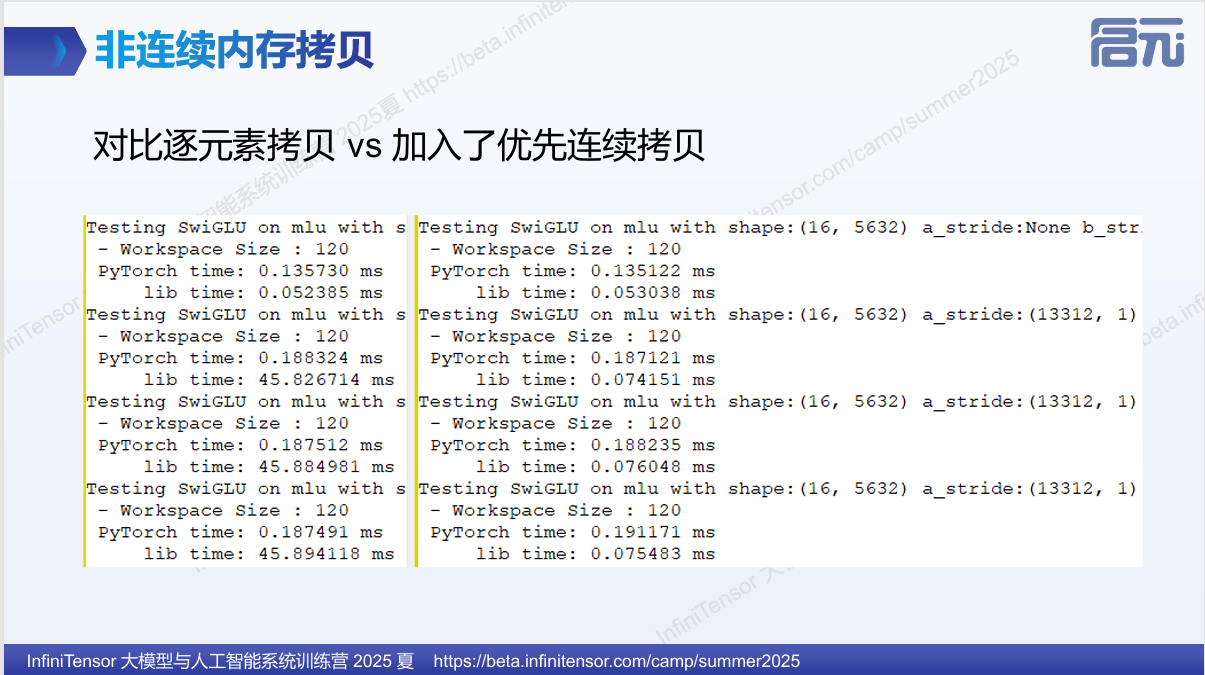 非连续内存拷贝
启元
对比逐元素拷贝 vs 加入了优先连续拷贝
Testing SwiGLU on mlu with s
- Workspace Size : 120
PyTorch time: 0.135730 ms
lib time: 0.052385 ms
Testing SwiGLU on mlu with s
- Workspace Size : 120
PyTorch time: 0.188324 ms
lib time: 45.826714 ms
Testing SwiGLU on mlu with s
- Workspace Size : 120
PyTorch time: 0.187512 ms
lib time: 45.884981 ms
Testing SwiGLU on mlu with s
- Workspace Size : 120
PyTorch time: 0.187491 ms
lib time: 45.894118 ms
Testing SwiGLU on mlu with shape:(16, 5632) a_stride:None b_str
- Workspace Size : 120
PyTorch time: 0.135122 ms
lib time: 0.053038 ms
Testing SwiGLU on mlu with shape:(16, 5632) a_stride:(13312, 1)
- Workspace Size : 120
PyTorch time: 0.187121 ms
lib time: 0.074151 ms
Testing SwiGLU on mlu with shape:(16, 5632) a_stride:(13312, 1)
- Workspace Size : 120
PyTorch time: 0.188235 ms
lib time: 0.076048 ms
Testing SwiGLU on mlu with shape:(16, 5632) a_stride:(13312, 1)
- Workspace Size : 120
PyTorch time: 0.191171 ms
lib time: 0.075483 ms
InfiniTensor 大模型与人工智能系统训练营 2025 夏 https://beta.infinitensor.com/camp/summer2025